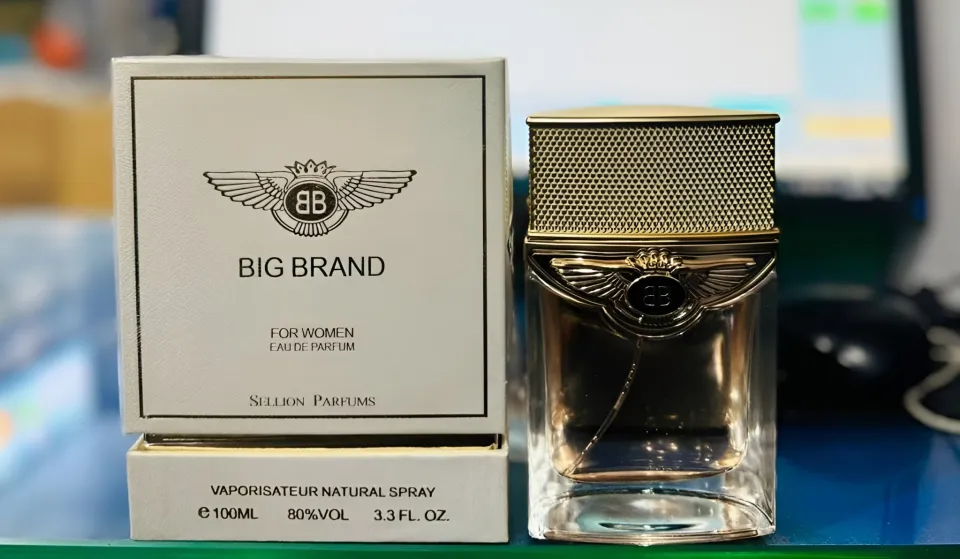 BB
BIG BRAND
FOR WOMEN
EAU DE PARFUM
SELLION PARFUMS
VAPORISATEUR NATURAL SPRAY
e 100ML 80%VOL 3.3 FL. OZ.
BB